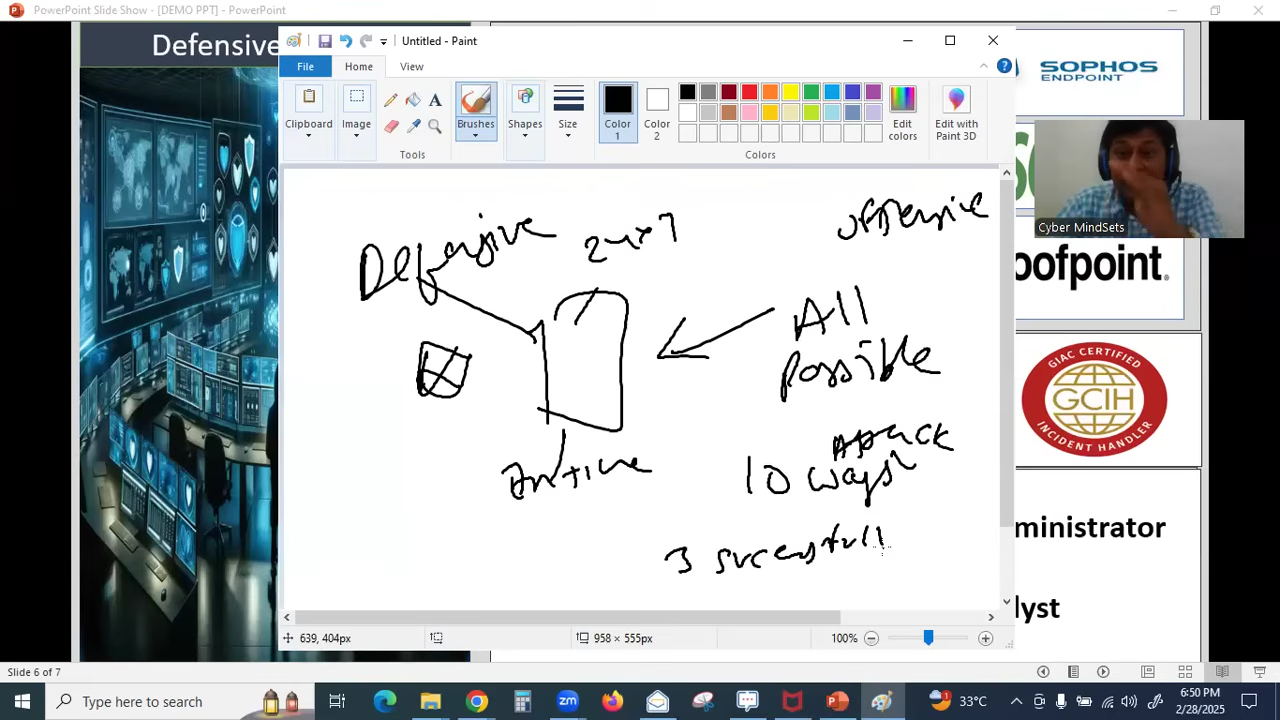 PowerPoint Slide Show - [DEMO PPT] - PowerPoint
Defensive
Untitled - Paint
File
Home
View
Clipboard
Image
Tools
Brushes
Shapes
Size
Color 1
Color 2
Edit colors
Edit with Paint 3D
Colors
SOPHOS
ENDPOINT
Cyber MindSets
oofpoint
GIAC CERTIFIED
GCIH
INCIDENT HANDLER
ministrator
lyst
Defensive
24x7
offensive
All
Possible
Attack
10 ways
3 sucessfull
639, 404px
958 × 555px
100%
Slide 6 of 7
Type here to search
33°C
6:50 PM
2/28/2025